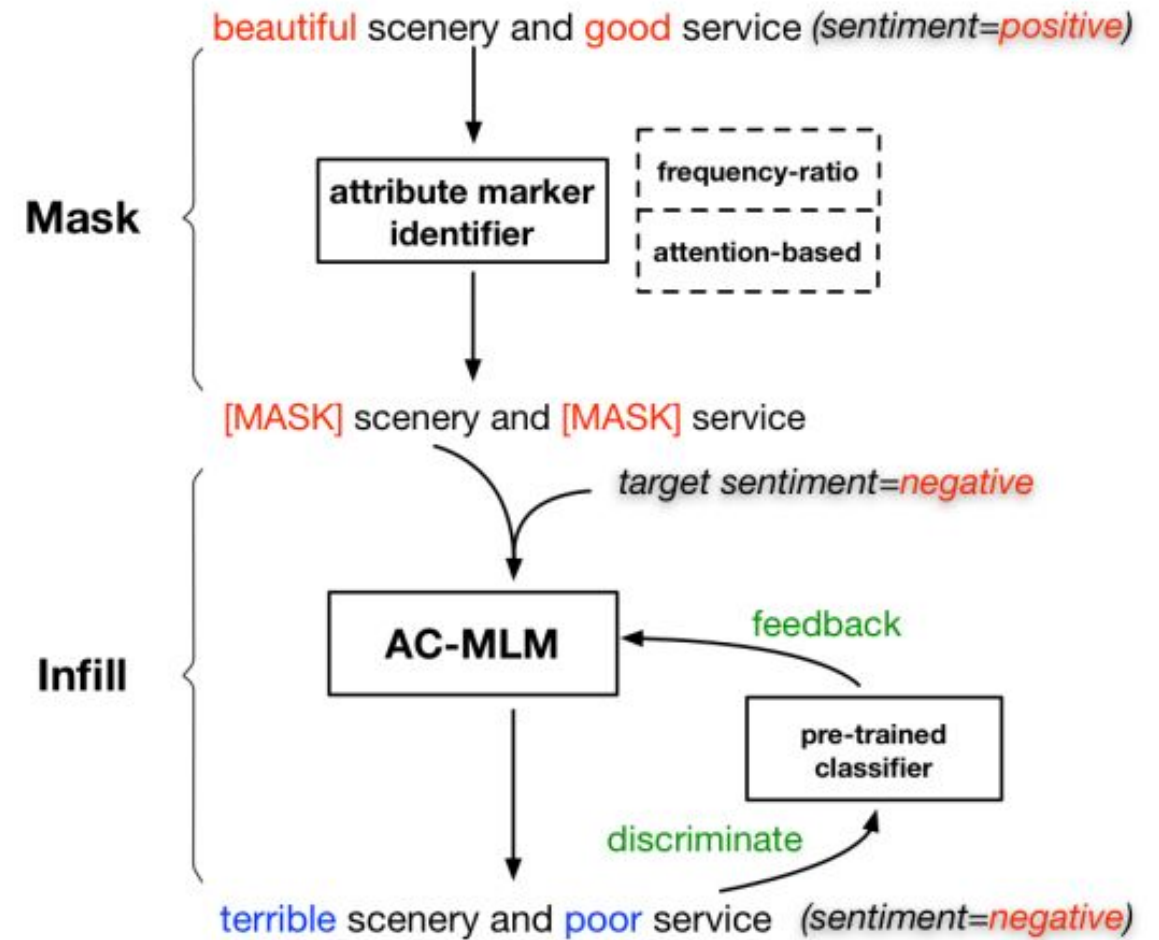 beautiful scenery and good service (sentiment=positive)
attribute marker
identifier
frequency-ratio
attention-based
Mask
[MASK] scenery and [MASK] service
target sentiment=negative
AC-MLM
feedback
Infill
pre-trained
classifier
discriminate
terrible scenery and poor service (sentiment=negative)